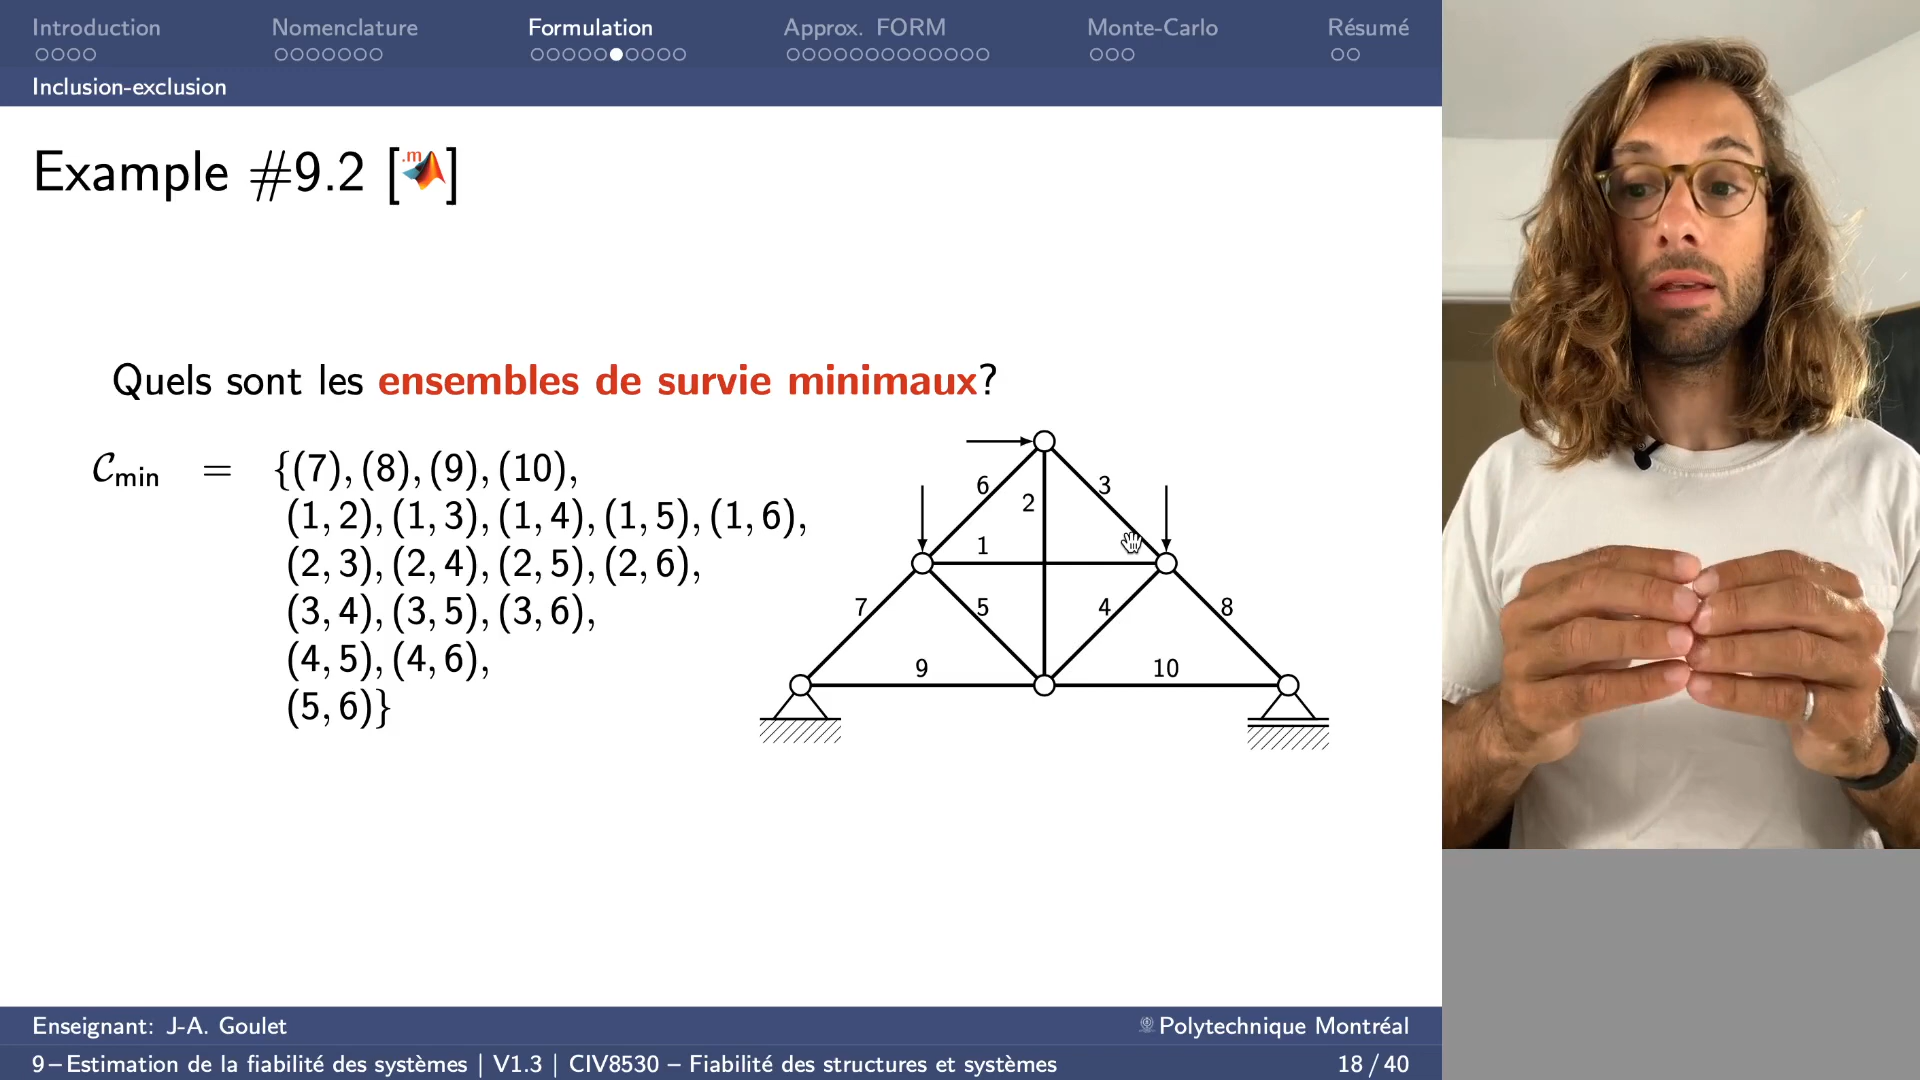 Introduction Nomenclature Formulation Approx. FORM Monte-Carlo Résumé
Inclusion-exclusion
Example #9.2 [.m]
Quels sont les ensembles de survie minimaux?
𝒞min = {(7), (8), (9), (10),
(1, 2), (1, 3), (1, 4), (1, 5), (1, 6),
(2, 3), (2, 4), (2, 5), (2, 6),
(3, 4), (3, 5), (3, 6),
(4, 5), (4, 6),
(5, 6)}
6 3
2
1
7 5 4 8
9 10
Enseignant: J-A. Goulet Polytechnique Montréal
9 – Estimation de la fiabilité des systèmes | V1.3 | CIV8530 – Fiabilité des structures et systèmes 18 / 40